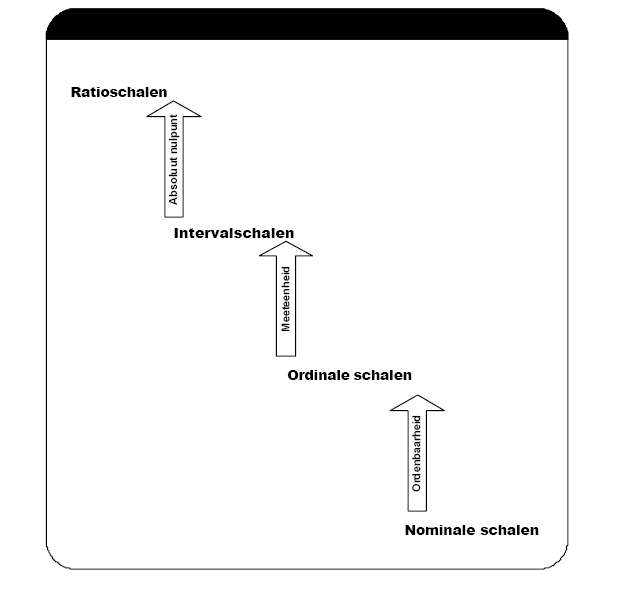 Ratioschalen
Absoluut nulpunt
Intervalschalen
Meeteenheid
Ordinale schalen
Ordenbaarheid
Nominale schalen